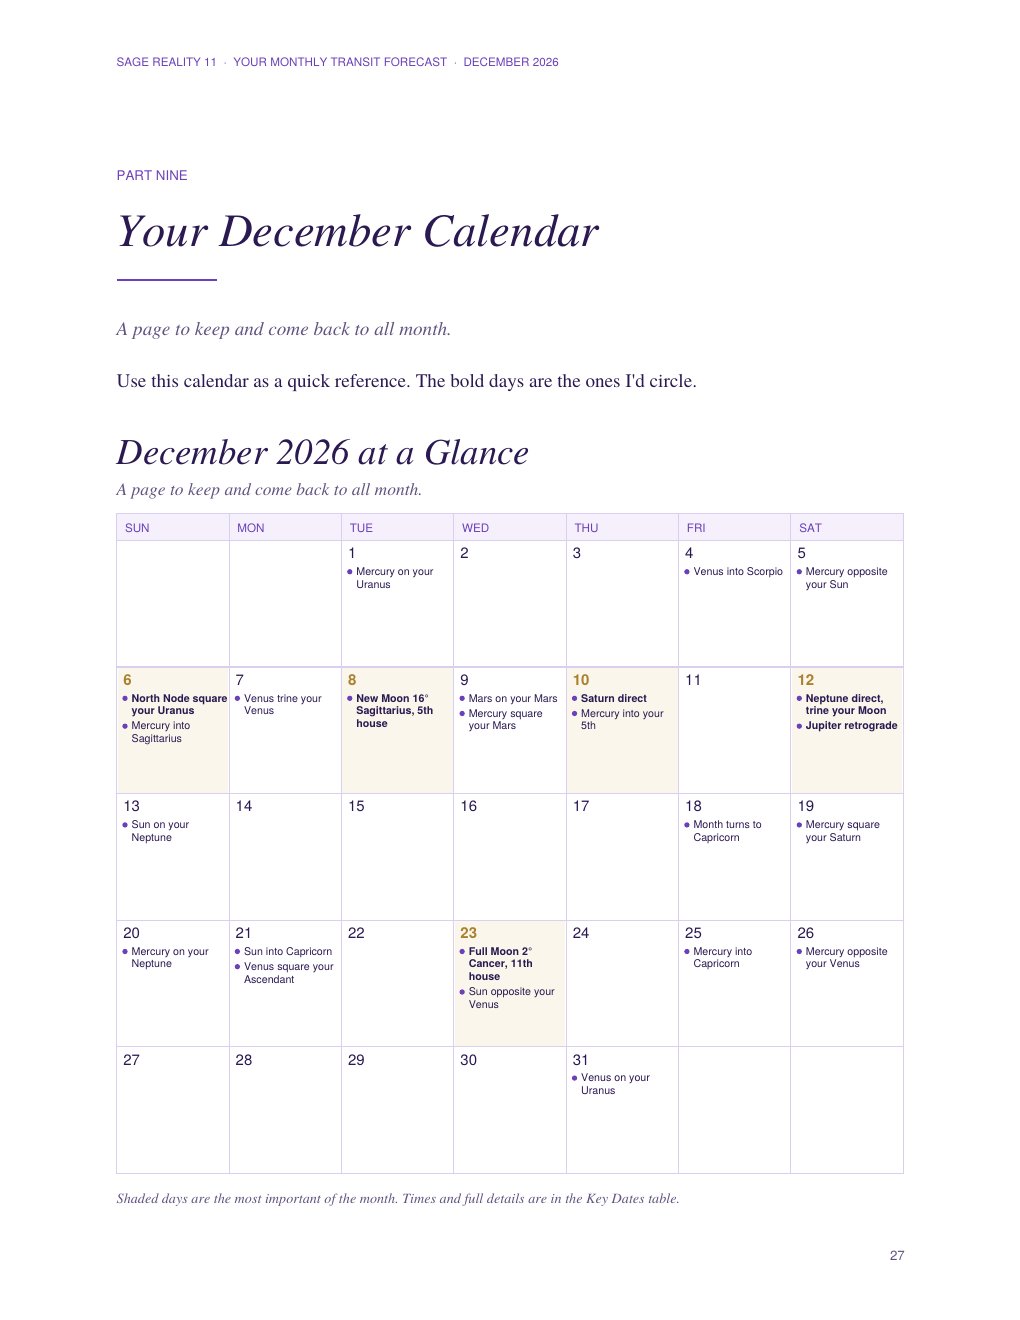 SAGE REALITY 11 · YOUR MONTHLY TRANSIT FORECAST · DECEMBER 2026
PART NINE
Your December Calendar
A page to keep and come back to all month.
Use this calendar as a quick reference. The bold days are the ones I'd circle.
December 2026 at a Glance
A page to keep and come back to all month.
SUN MON TUE WED THU FRI SAT
1
• Mercury on your
Uranus
2
3
4
• Venus into Scorpio
5
• Mercury opposite
your Sun
6
• North Node square
your Uranus
• Mercury into
Sagittarius
7
• Venus trine your
Venus
8
• New Moon 16°
Sagittarius, 5th
house
9
• Mars on your Mars
• Mercury square
your Mars
10
• Saturn direct
• Mercury into your
5th
11
12
• Neptune direct,
trine your Moon
• Jupiter retrograde
13
• Sun on your
Neptune
14
15
16
17
18
• Month turns to
Capricorn
19
• Mercury square
your Saturn
20
• Mercury on your
Neptune
21
• Sun into Capricorn
• Venus square your
Ascendant
22
23
• Full Moon 2°
Cancer, 11th
house
• Sun opposite your
Venus
24
25
• Mercury into
Capricorn
26
• Mercury opposite
your Venus
27
28
29
30
31
• Venus on your
Uranus
Shaded days are the most important of the month. Times and full details are in the Key Dates table.
27